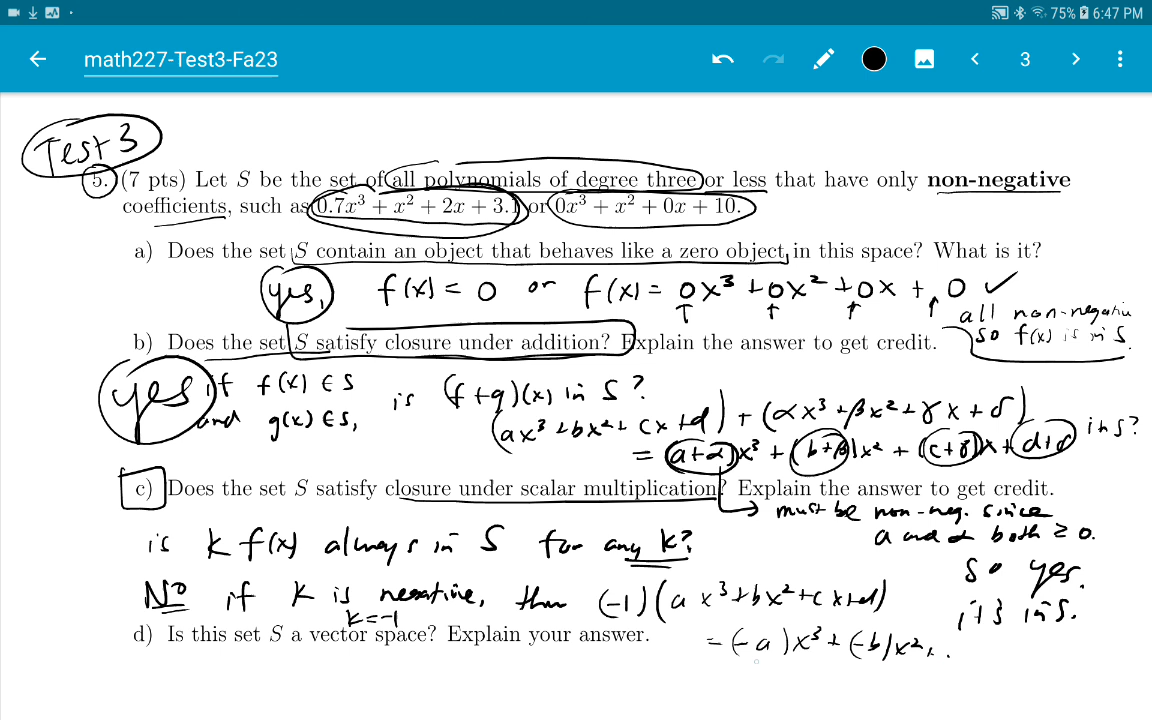 75% 6:47 PM
math227-Test3-Fa23
3
Test 3
5. (7 pts) Let S be the set of all polynomials of degree three or less that have only non-negative
coefficients, such as 0.7x³ + x² + 2x + 3.1 or 0x³ + x² + 0x + 10.
a) Does the set S contain an object that behaves like a zero object in this space? What is it?
yes, f(x) = 0 or f(x) = 0x³ + 0x² + 0x + 0 ✓
all non-negative
so f(x) is in S.
b) Does the set S satisfy closure under addition? Explain the answer to get credit.
yes if f(x) ∈ S
and g(x) ∈ S,
is (f+g)(x) in S?
(ax³ + bx² + cx + d) + (αx³ + βx² + γx + δ)
= (a+α)x³ + (b+β)x² + (c+γ)x + (d+δ) in S?
c) Does the set S satisfy closure under scalar multiplication? Explain the answer to get credit.
must be non-neg. since
a and α both ≥ 0.
so yes.
it's in S.
is k f(x) always in S for any k?
No if k is negative, then (-1)(ax³+bx²+cx+d)
k=-1
= (-a)x³ + (-b)x² + ..
d) Is this set S a vector space? Explain your answer.